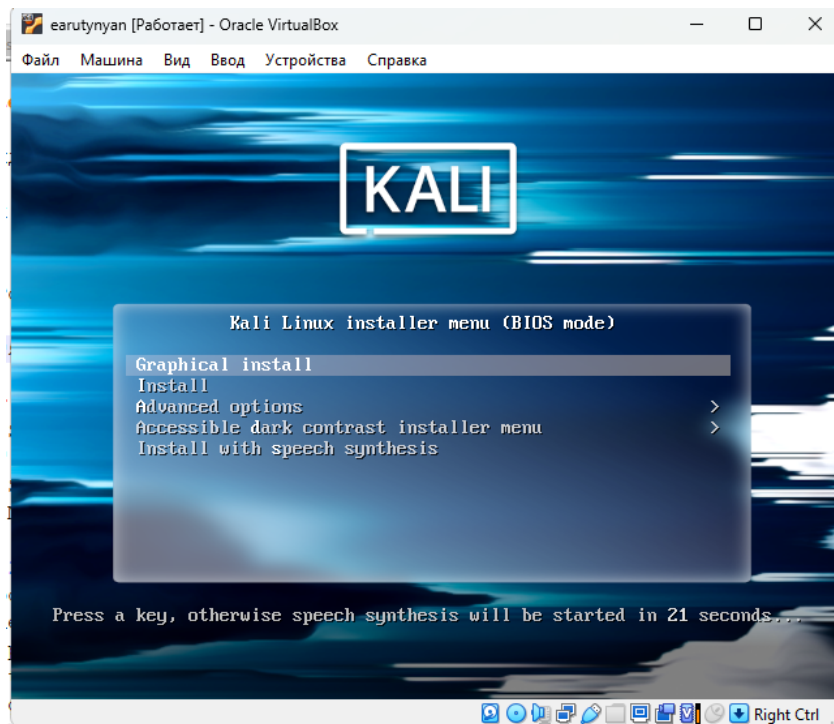 earutynyan [Работает] - Oracle VirtualBox
Файл Машина Вид Ввод Устройства Справка
KALI
Kali Linux installer menu (BIOS mode)
Graphical install
Install
Advanced options >
Accessible dark contrast installer menu >
Install with speech synthesis
Press a key, otherwise speech synthesis will be started in 21 seconds...
Right Ctrl